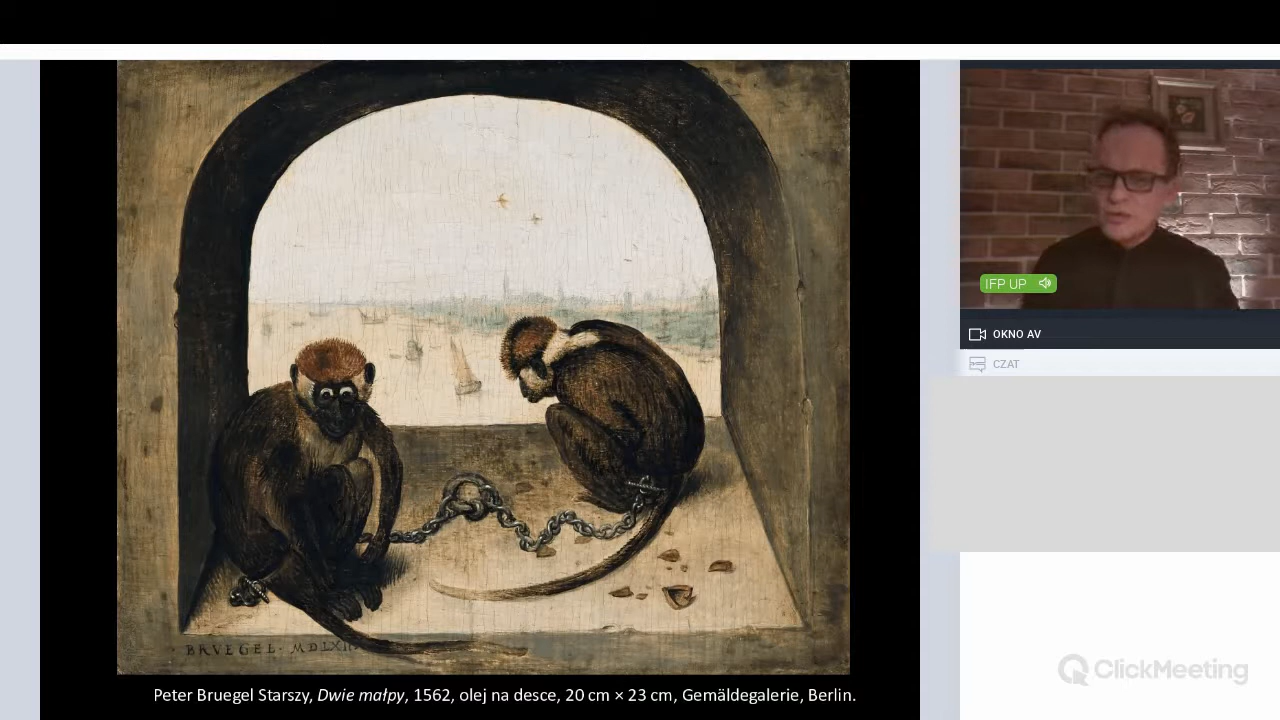 BRVEGEL· MDLXII
Peter Bruegel Starszy, Dwie małpy, 1562, olej na desce, 20 cm × 23 cm, Gemäldegalerie, Berlin.
IFP UP
OKNO AV
CZAT
ClickMeeting